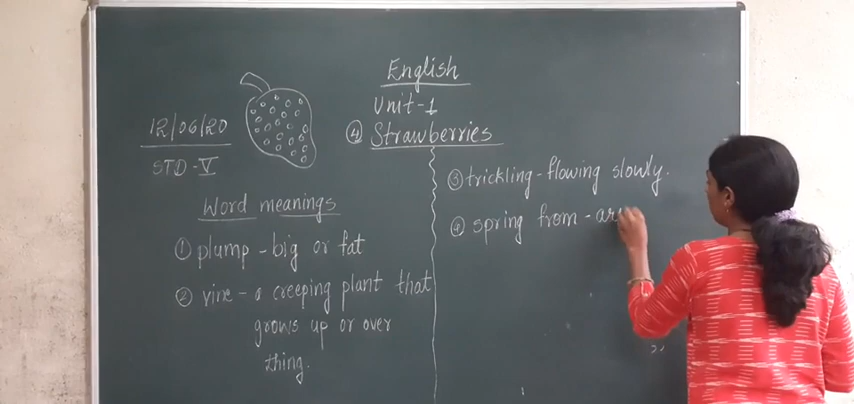 English
Unit-1
12/06/20
④ Strawberries
STD-V
Word meanings
① plump - big or fat
② vine - a creeping plant that
grows up or over
thing.
③ trickling - flowing slowly.
④ spring from -